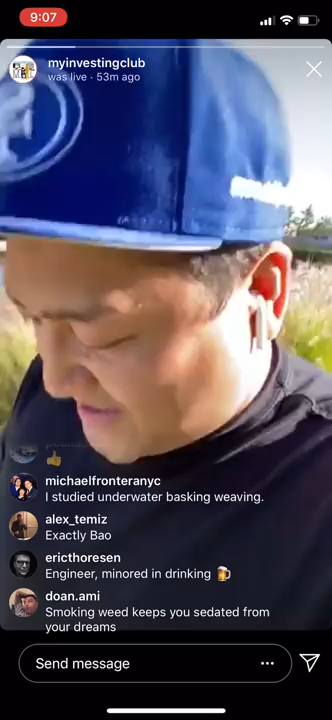 9:07
myinvestingclub
was live · 53m ago
👍
michaelfronteranyc
I studied underwater basking weaving.
alex_temiz
Exactly Bao
ericthoresen
Engineer, minored in drinking 🍺
doan.ami
Smoking weed keeps you sedated from
your dreams
Send message